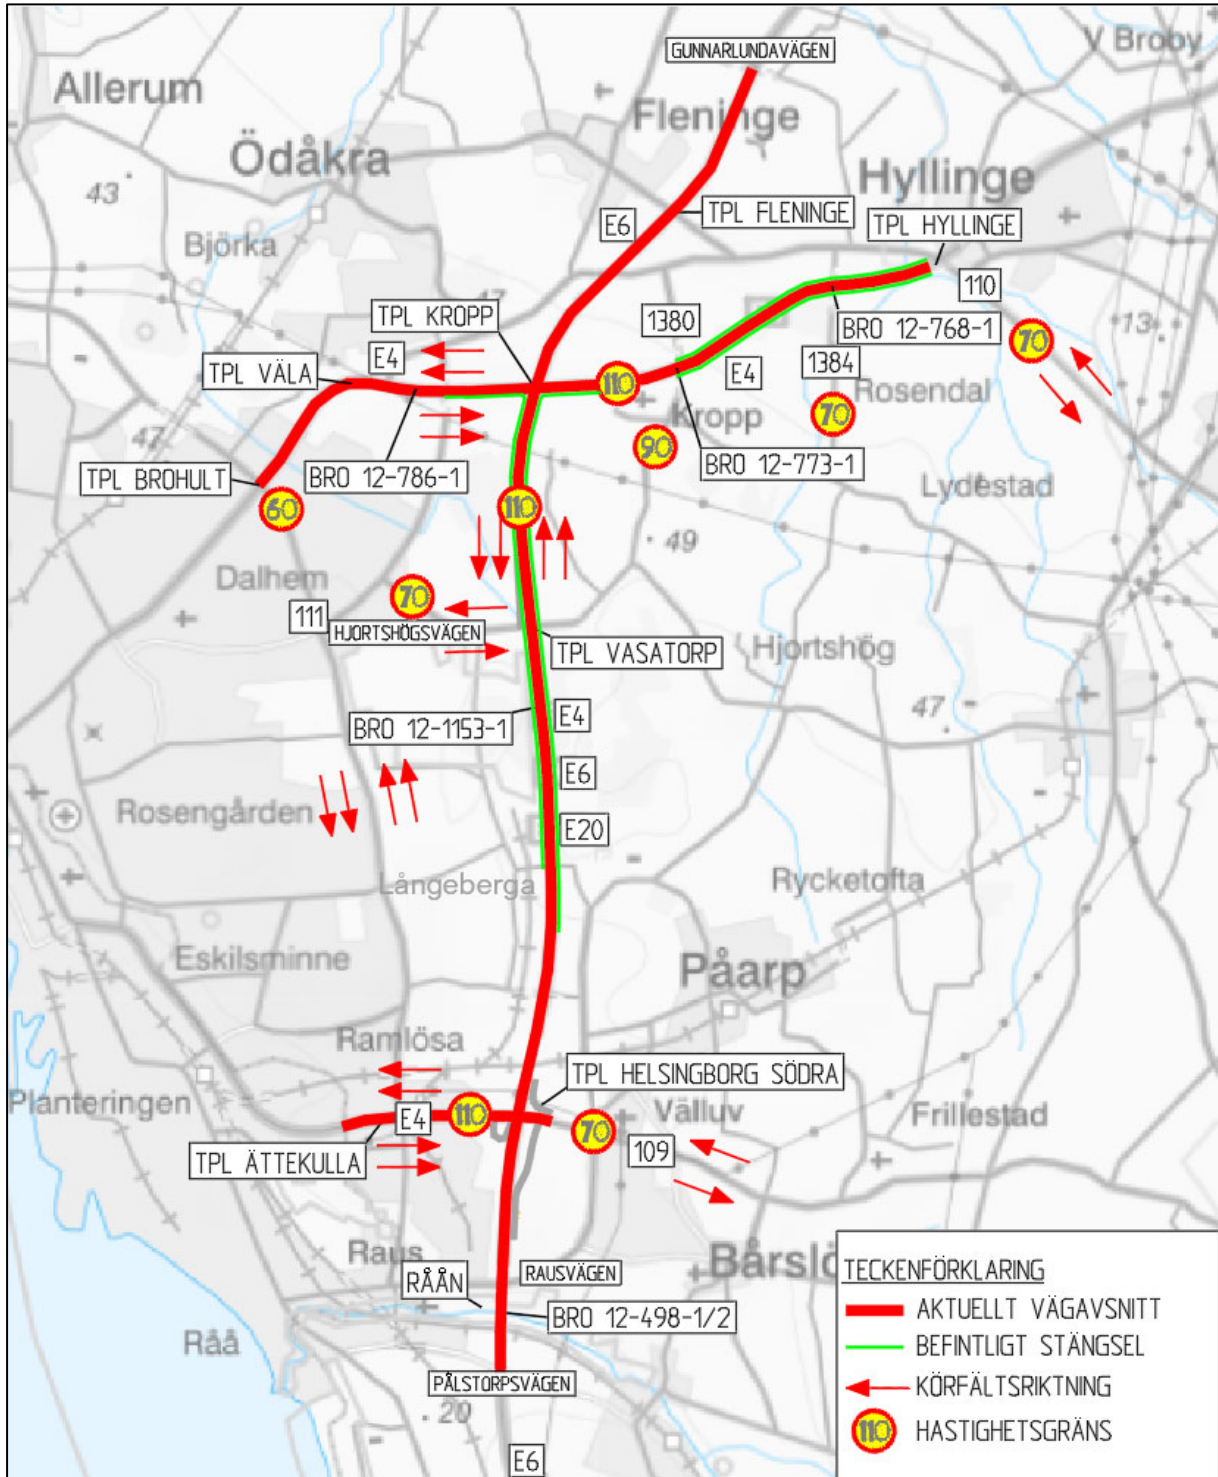 GUNNARLUNDAVÄGEN
V Broby
Allerum
Fleninge
Ödåkra
Hyllinge
43
TPL FLENINGE
E6
TPL HYLLINGE
Björka
110
47
TPL KROPP
1380
BRO 12-768-1
13
70
E4
1384
TPL VÄLA
E4
110
Rosendal
Kropp
70
47
90
BRO 12-773-1
TPL BROHULT
BRO 12-786-1
Lydestad
60
110
49
Dalhem
70
111
HJORTSHÖGSVÄGEN
TPL VASATORP
Hjortshög
47
E4
BRO 12-1153-1
E6
Rosengården
E20
Långeberga
Rycketofta
Eskilsminne
Påarp
Ramlösa
TPL HELSINGBORG SÖDRA
Planteringen
E4
110
Välluv
Frillestad
70
109
TPL ÄTTEKULLA
Raus
Bårslö
RAUSVÄGEN
RÅÅN
BRO 12-498-1/2
Råå
PÅLSTORPSVÄGEN
20
E6
TECKENFÖRKLARING
AKTUELLT VÄGAVSNITT
BEFINTLIGT STÄNGSEL
KÖRFÄLTSRIKTNING
110
HASTIGHETSGRÄNS